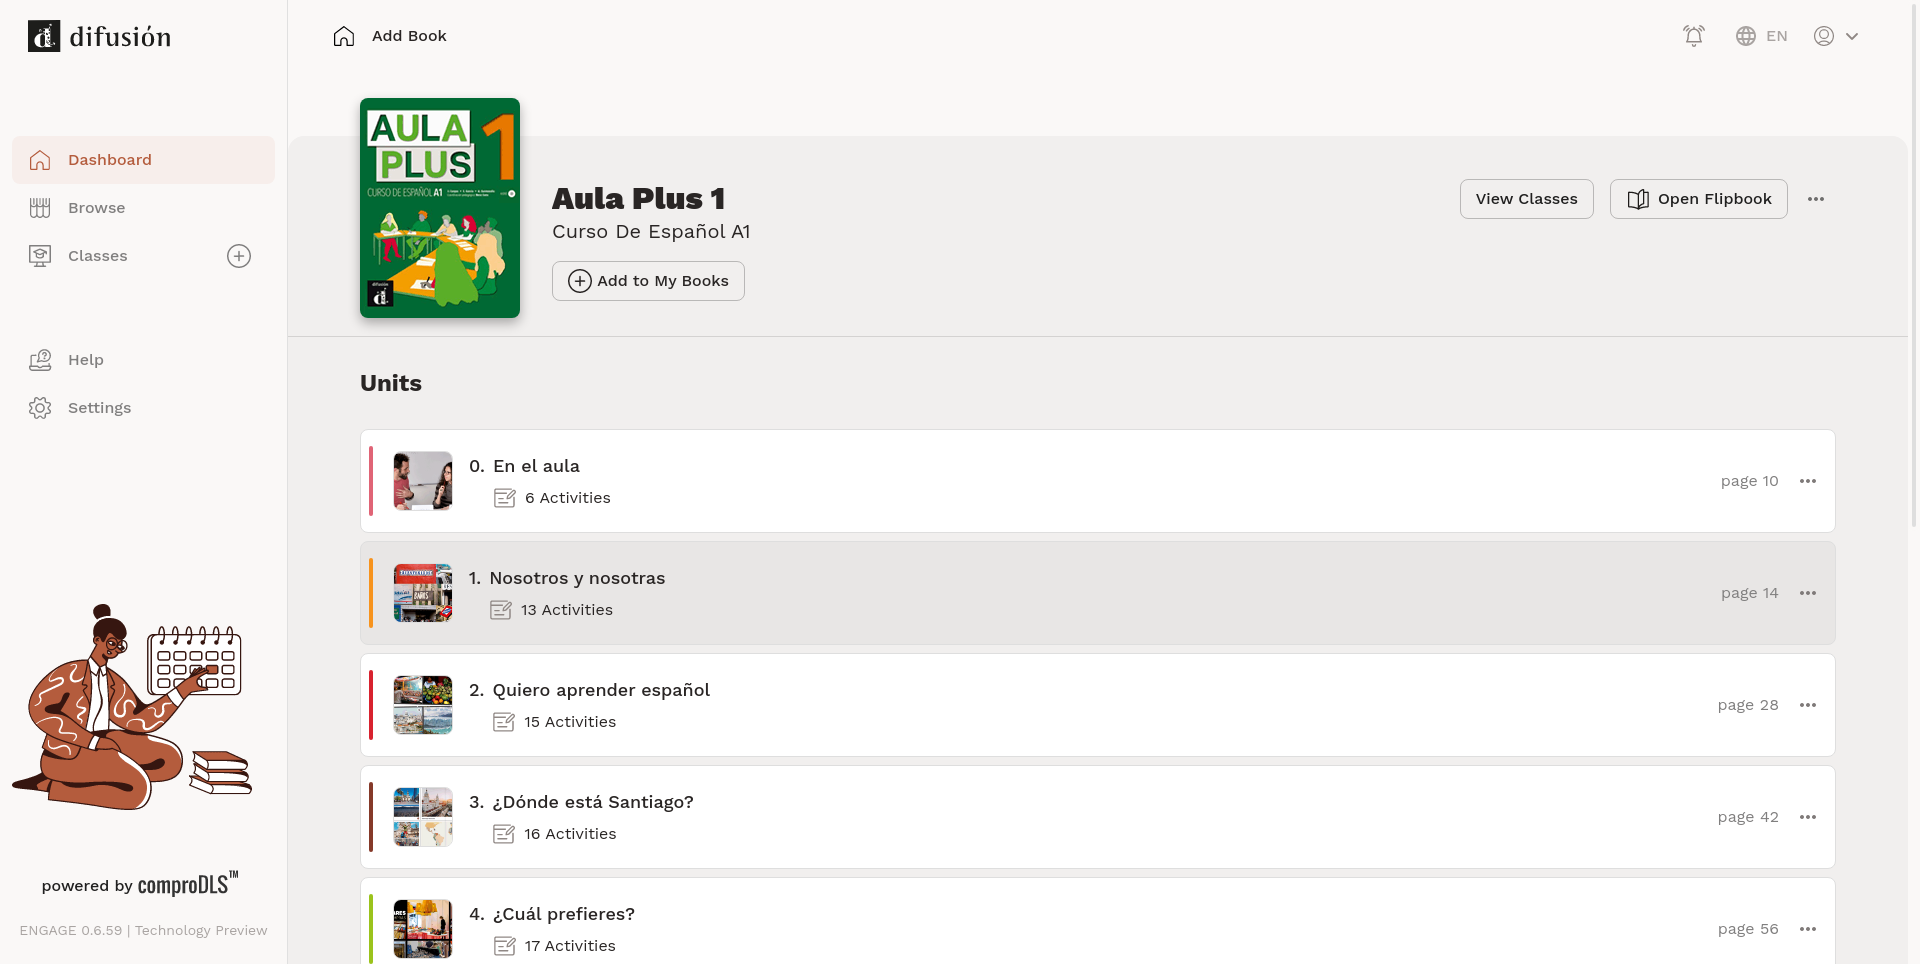 difusión
Add Book
EN
Dashboard
Browse
Classes
Help
Settings
powered by comproDLS™
ENGAGE 0.6.59 | Technology Preview
AULA 1
PLUS
CURSO DE ESPAÑOL A1
difusión
Aula Plus 1
Curso De Español A1
Add to My Books
View Classes
Open Flipbook
Units
0. En el aula
6 Activities
page 10
1. Nosotros y nosotras
13 Activities
page 14
2. Quiero aprender español
15 Activities
page 28
3. ¿Dónde está Santiago?
16 Activities
page 42
4. ¿Cuál prefieres?
17 Activities
page 56